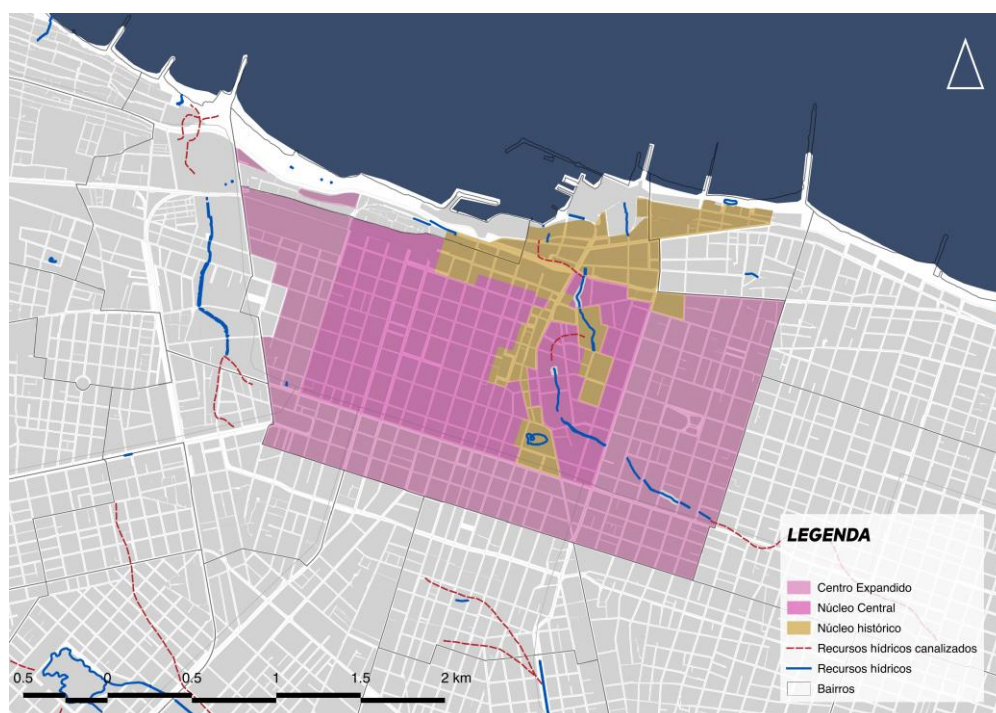 LEGENDA
Centro Expandido
Núcleo Central
Núcleo histórico
Recursos hídricos canalizados
Recursos hídricos
Bairros
0.5 0 0.5 1 1.5 2 km